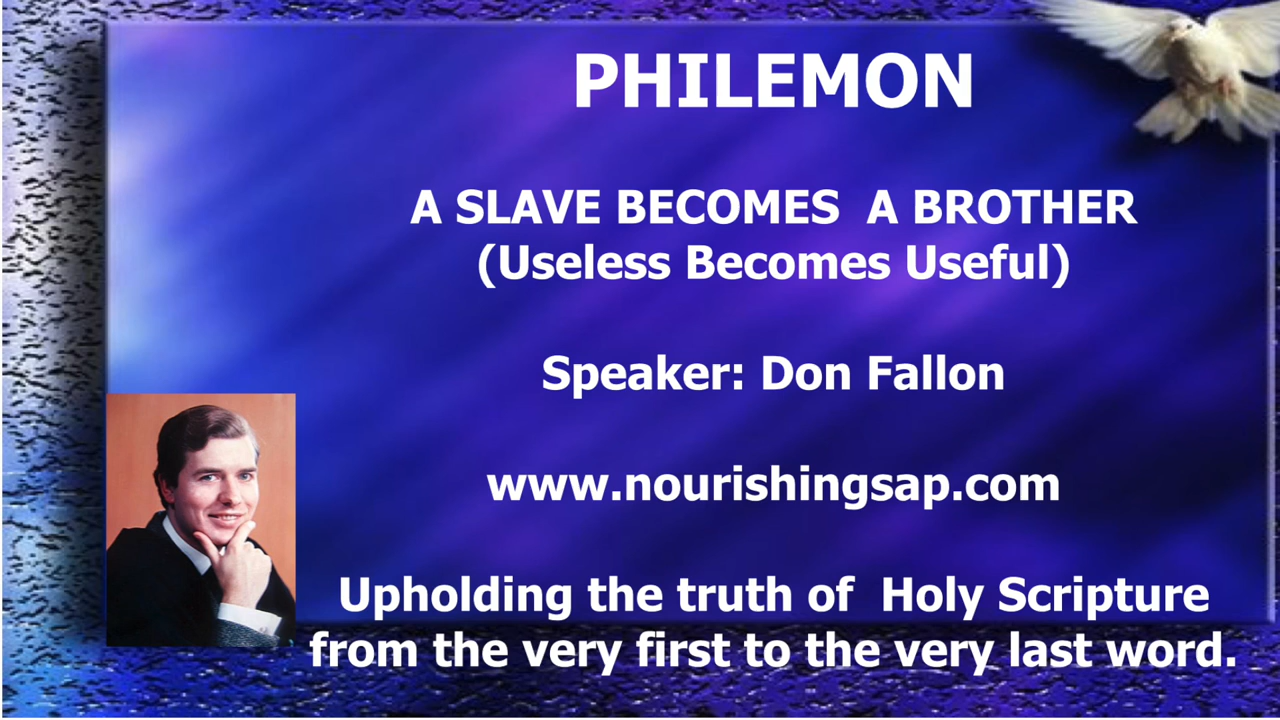 PHILEMON
A SLAVE BECOMES  A BROTHER
(Useless Becomes Useful)
Speaker: Don Fallon
www.nourishingsap.com
Upholding the truth of  Holy Scripture
from the very first to the very last word.